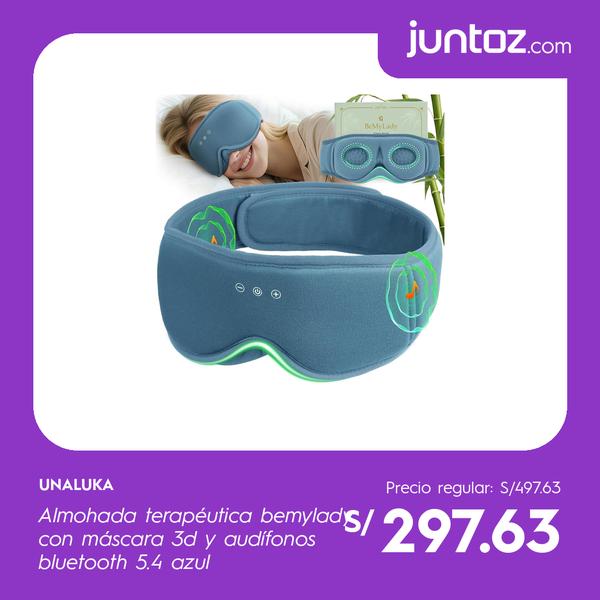 juntoz.com
BeMyLady
UNALUKA
Precio regular: S/497.63
Almohada terapéutica bemylady
con máscara 3d y audífonos
bluetooth 5.4 azul
S/ 297.63